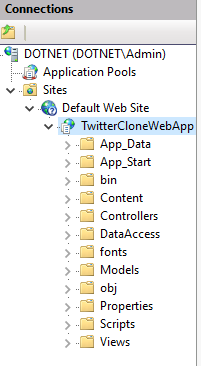 Connections
DOTNET (DOTNET\Admin)
Application Pools
Sites
Default Web Site
TwitterCloneWebApp
App_Data
App_Start
bin
Content
Controllers
DataAccess
fonts
Models
obj
Properties
Scripts
Views